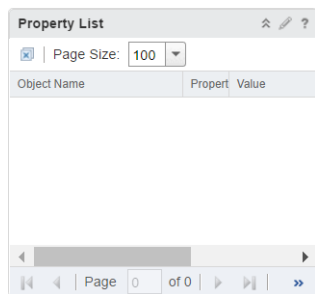 Property List ?
Page Size: 100
Object Name Propert Value
Page 0 of 0 »